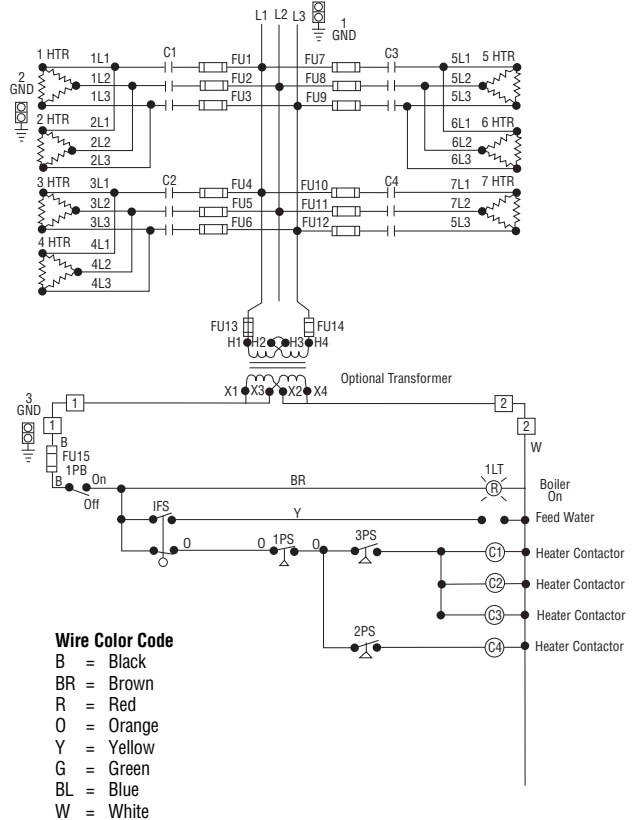 L1 L2 L3 1 GND
1 HTR 1L1 C1 FU1 FU7 C3 5L1 5 HTR
2 GND 1L2 FU2 FU8 5L2
1L3 FU3 FU9 5L3
2 HTR 2L1 6L1 6 HTR
2L2 6L2
2L3 6L3
3 HTR 3L1 C2 FU4 FU10 C4 7L1 7 HTR
3L2 FU5 FU11 7L2
3L3 FU6 FU12 5L3
4 HTR 4L1
4L2
4L3
FU13 FU14
H1 H2 H3 H4
Optional Transformer
X1 X3 X2 X4
3 GND 1 2
1 2
B W
FU15
1PB
B On BR 1LT R Boiler On
Off
IFS Y Feed Water
O O 1PS O 3PS C1 Heater Contactor
C2 Heater Contactor
C3 Heater Contactor
2PS C4 Heater Contactor
Wire Color Code
B = Black
BR = Brown
R = Red
O = Orange
Y = Yellow
G = Green
BL = Blue
W = White